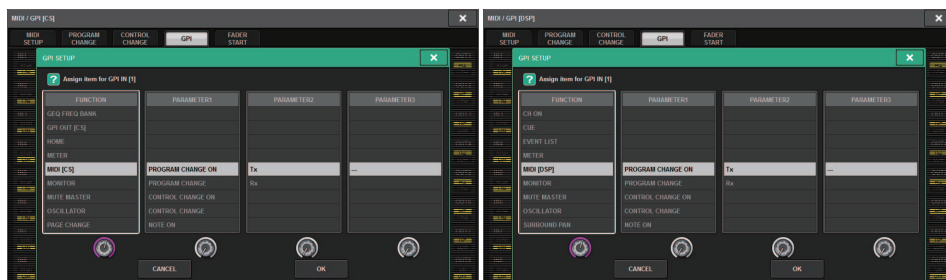 MIDI / GPI [CS]
MIDI SETUP
PROGRAM CHANGE
CONTROL CHANGE
GPI
FADER START
GPI SETUP
? Assign item for GPI IN [1]
FUNCTION PARAMETER1 PARAMETER2 PARAMETER3
GEQ FREQ BANK
GPI OUT [CS]
HOME
METER
MIDI [CS] PROGRAM CHANGE ON Tx ---
MONITOR PROGRAM CHANGE Rx
MUTE MASTER CONTROL CHANGE ON
OSCILLATOR CONTROL CHANGE
PAGE CHANGE NOTE ON
CANCEL OK
MIDI / GPI [DSP]
MIDI SETUP
PROGRAM CHANGE
CONTROL CHANGE
GPI
FADER START
GPI SETUP
? Assign item for GPI IN [1]
FUNCTION PARAMETER1 PARAMETER2 PARAMETER3
CH ON
CUE
EVENT LIST
METER
MIDI [DSP] PROGRAM CHANGE ON Tx ---
MONITOR PROGRAM CHANGE Rx
MUTE MASTER CONTROL CHANGE ON
OSCILLATOR CONTROL CHANGE
SURROUND PAN NOTE ON
CANCEL OK